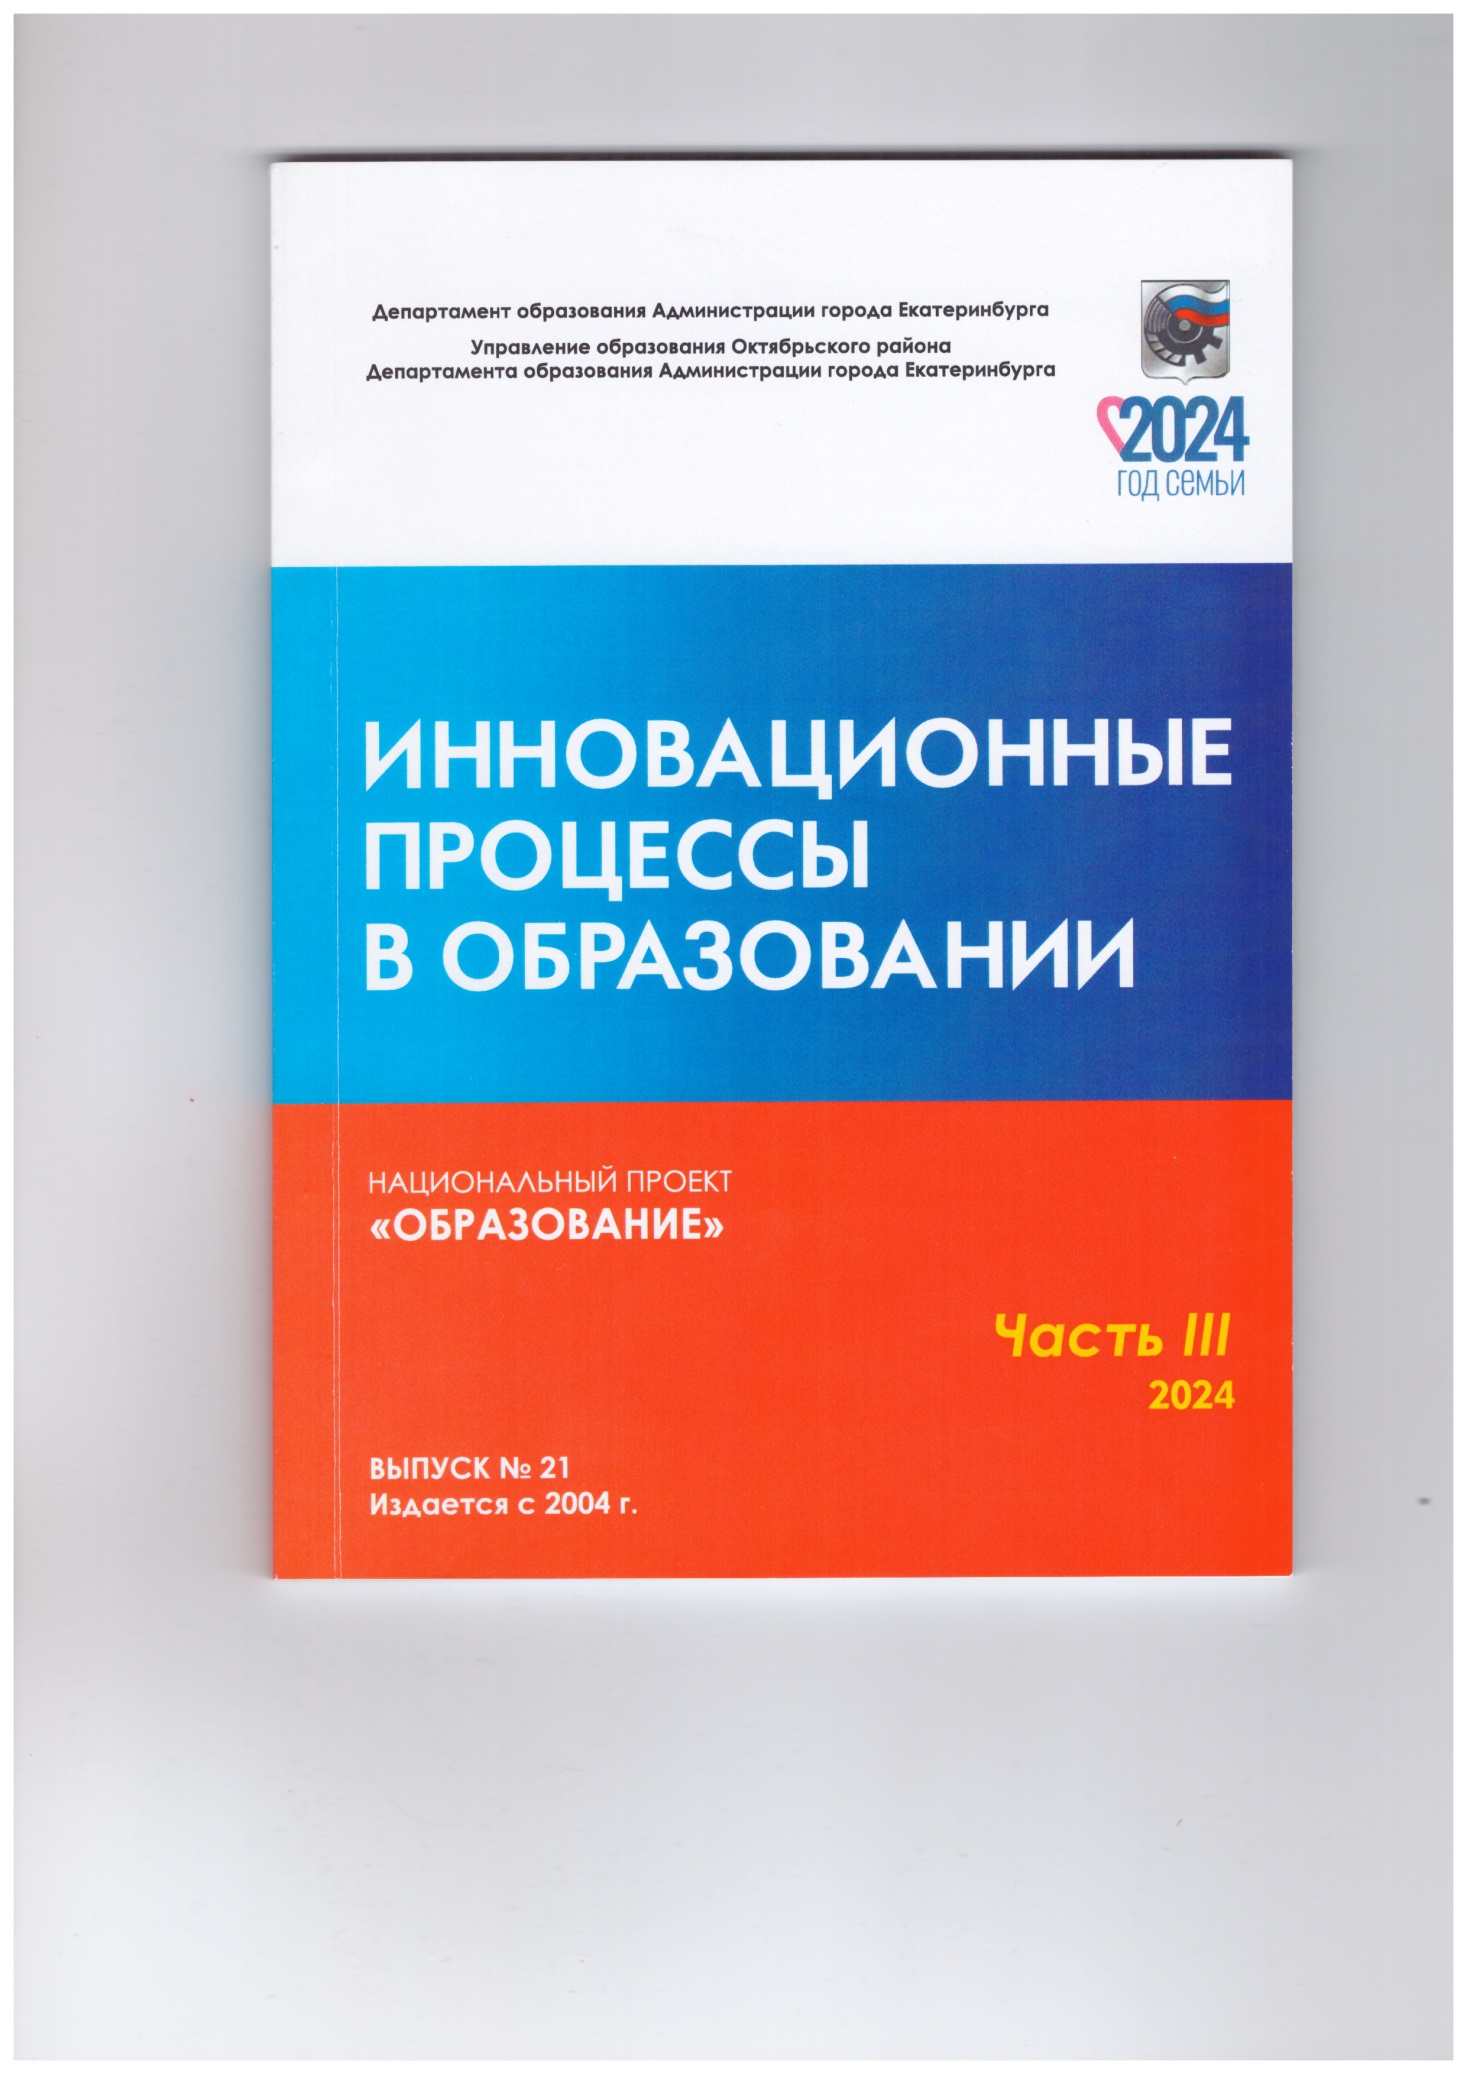 Департамент образования Администрации города Екатеринбурга
Управление образования Октябрьского района
Департамента образования Администрации города Екатеринбурга
2024
ГОД СЕМЬИ
ИННОВАЦИОННЫЕ
ПРОЦЕССЫ
В ОБРАЗОВАНИИ
НАЦИОНАЛЬНЫЙ ПРОЕКТ
«ОБРАЗОВАНИЕ»
Часть III
2024
ВЫПУСК № 21
Издается с 2004 г.